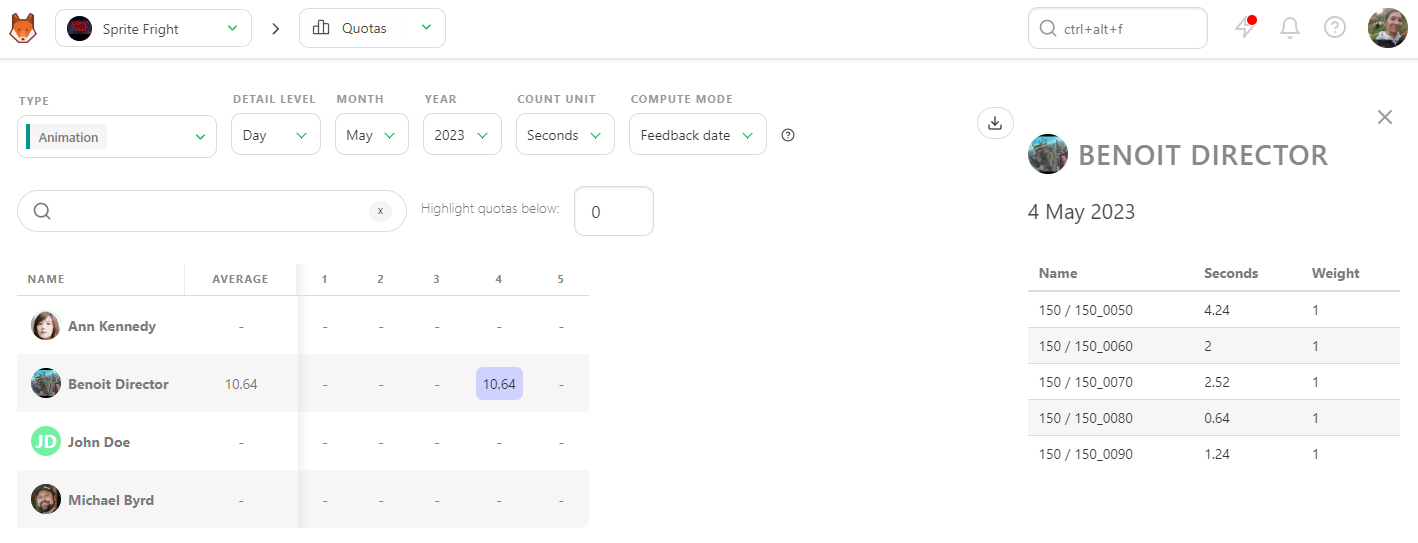 Sprite Fright
Quotas
ctrl+alt+f
TYPE
DETAIL LEVEL
MONTH
YEAR
COUNT UNIT
COMPUTE MODE
Animation
Day
May
2023
Seconds
Feedback date
x
Highlight quotas below:
0
NAME AVERAGE 1 2 3 4 5
Ann Kennedy - - - - - -
Benoit Director 10.64 - - - 10.64 -
JD John Doe - - - - - -
Michael Byrd - - - - - -
BENOIT DIRECTOR
4 May 2023
Name Seconds Weight
150 / 150_0050 4.24 1
150 / 150_0060 2 1
150 / 150_0070 2.52 1
150 / 150_0080 0.64 1
150 / 150_0090 1.24 1